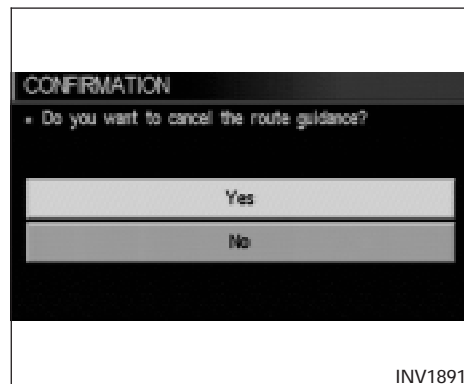 CONFIRMATION
• Do you want to cancel the route guidance?
Yes
No
INV1891